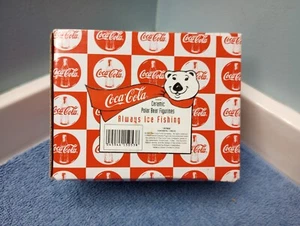 Coca-Cola
Ceramic
Polar Bear Figurines
Always Ice Fishing